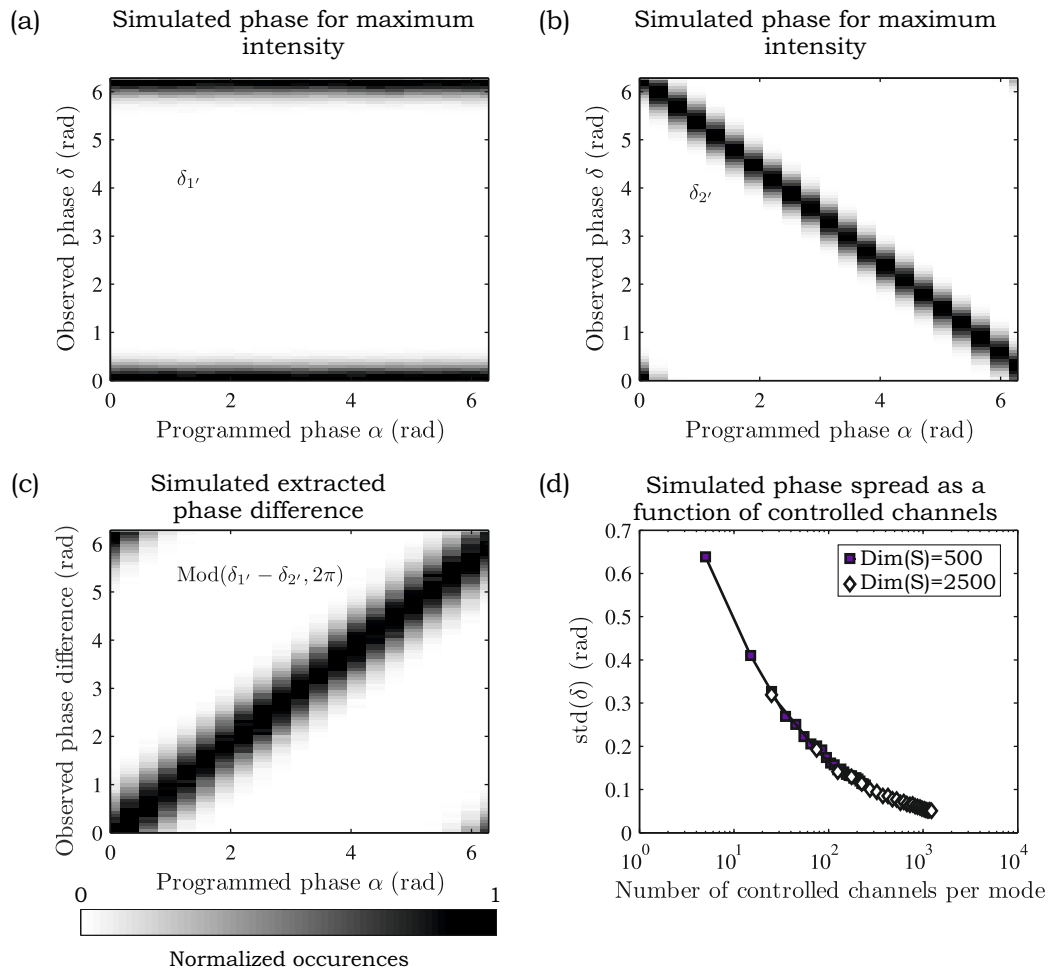 (a)
Simulated phase for maximum
intensity
Observed phase δ (rad)
6
5
4
3
2
1
0
δ1′
0 2 4 6
Programmed phase α (rad)
(b)
Simulated phase for maximum
intensity
Observed phase δ (rad)
6
5
4
3
2
1
0
δ2′
0 2 4 6
Programmed phase α (rad)
(c)
Simulated extracted
phase difference
Observed phase difference (rad)
6
5
4
3
2
1
0
Mod(δ1′ − δ2′, 2π)
0 2 4 6
Programmed phase α (rad)
0 1
Normalized occurences
(d)
Simulated phase spread as a
function of controlled channels
std(δ) (rad)
0.7
0.6
0.5
0.4
0.3
0.2
0.1
0
Dim(S)=500
Dim(S)=2500
10^0 10^1 10^2 10^3 10^4
Number of controlled channels per mode